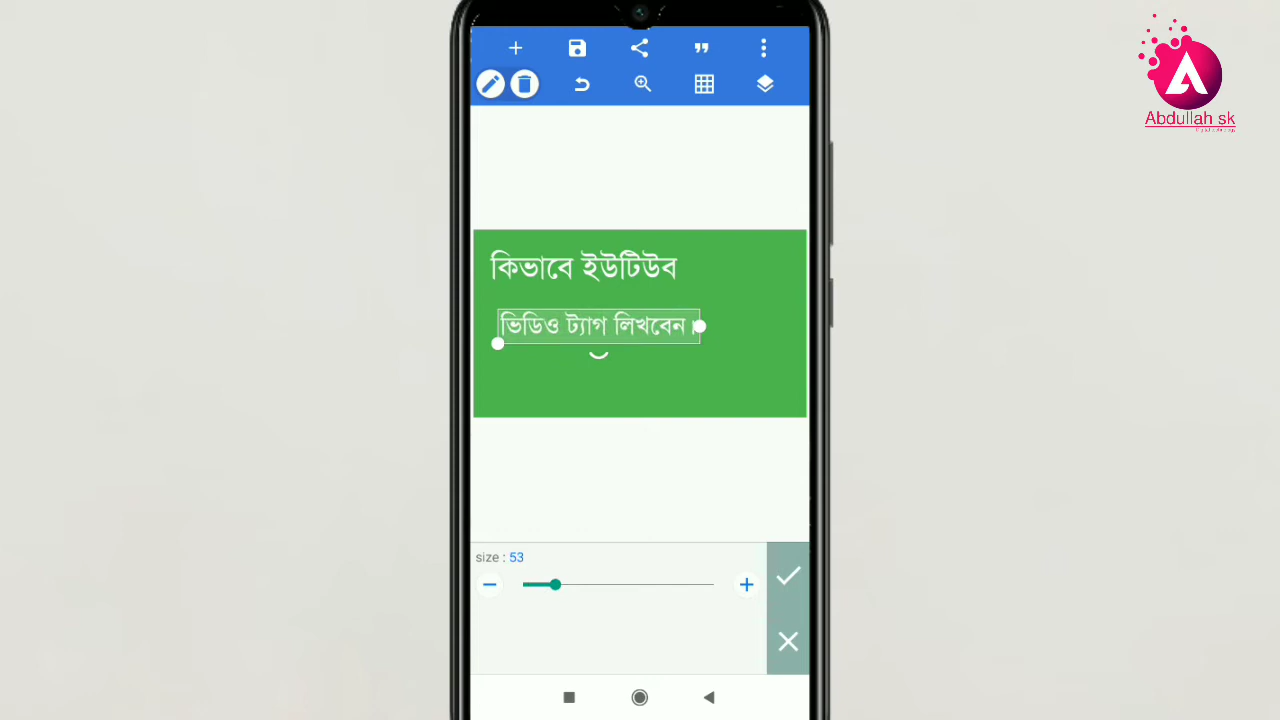 Abdullah sk
কিভাবে ইউটিউব
ভিডিও ট্যাগ লিখবেন
size : 53